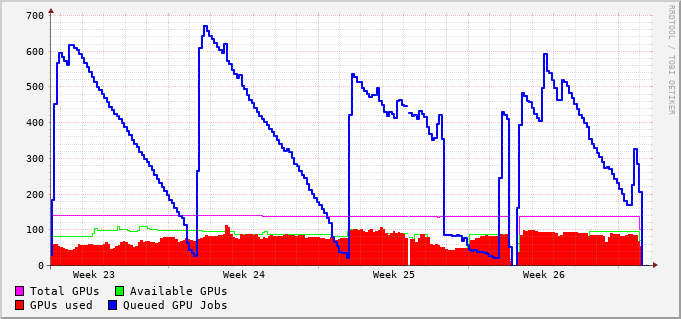 700
600
500
400
300
200
100
0
Week 23 Week 24 Week 25 Week 26
Total GPUs Available GPUs
GPUs used Queued GPU Jobs
RRDTOOL / TOBI OETIKER